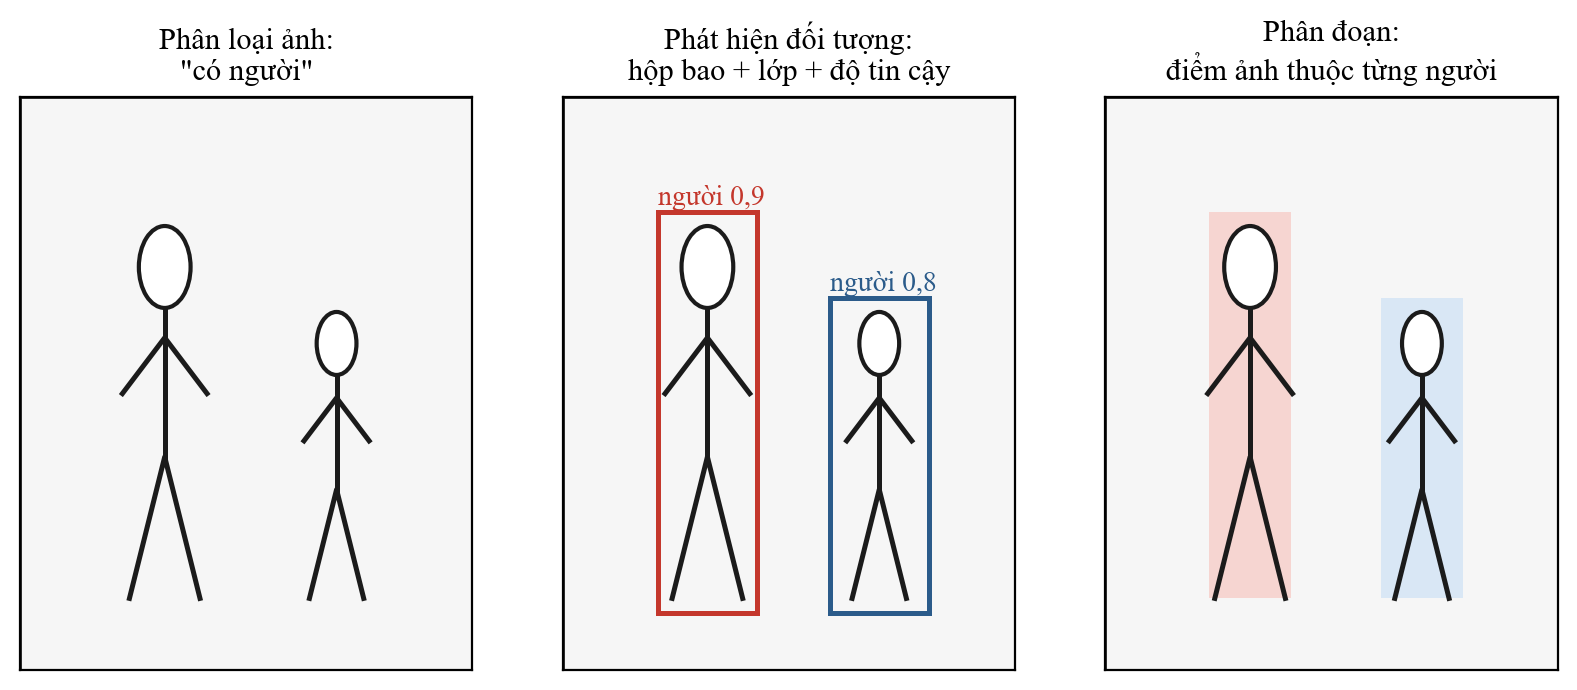 Phân loại ảnh:
"có người"
Phát hiện đối tượng:
hộp bao + lớp + độ tin cậy
người 0,9
người 0,8
Phân đoạn:
điểm ảnh thuộc từng người